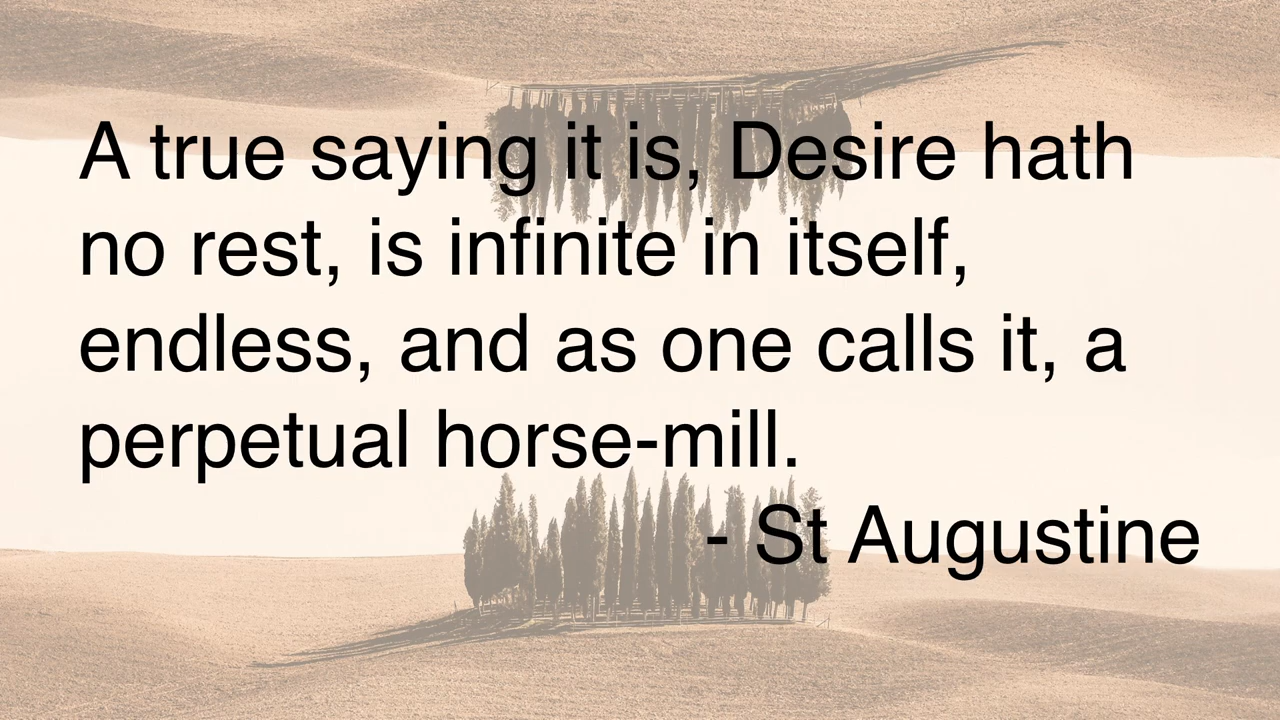 A true saying it is, Desire hath
no rest, is infinite in itself,
endless, and as one calls it, a
perpetual horse-mill.
- St Augustine